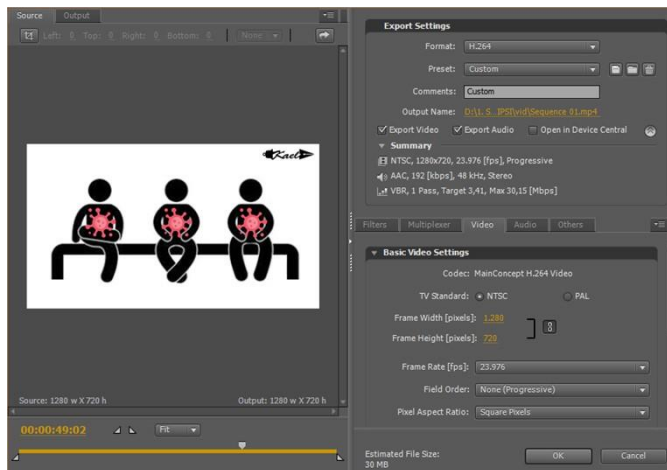 Source Output
Left: 0 Top: 0 Right: 0 Bottom: 0 None
Kael
Source: 1280 w X 720 h Output: 1280 w X 720 h
00:00:49:02 Fit
Export Settings
Format: H.264
Preset: Custom
Comments: Custom
Output Name: D:\1. S IPSI\vid\Sequence 01.mp4
Export Video Export Audio Open in Device Central
Summary
NTSC, 1280x720, 23.976 [fps], Progressive
AAC, 192 [kbps], 48 kHz, Stereo
VBR, 1 Pass, Target 3,41, Max 30,15 [Mbps]
Filters Multiplexer Video Audio Others
Basic Video Settings
Codec: MainConcept H.264 Video
TV Standard: NTSC PAL
Frame Width [pixels]: 1.280
Frame Height [pixels]: 720
Frame Rate [fps]: 23.976
Field Order: None (Progressive)
Pixel Aspect Ratio: Square Pixels
Estimated File Size:
30 MB
OK Cancel